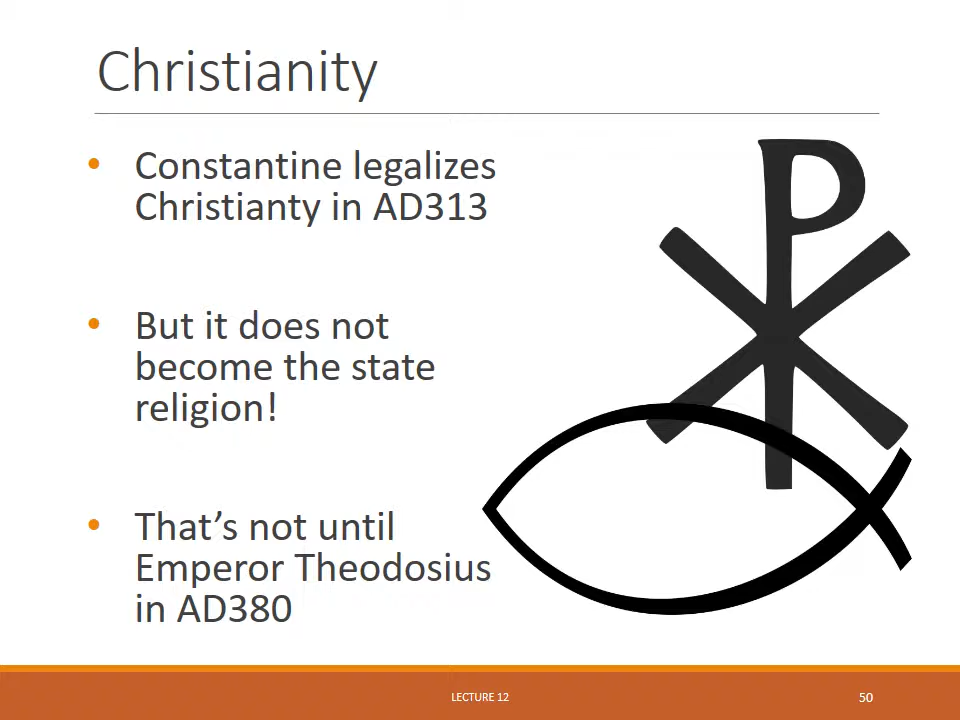 Christianity
• Constantine legalizes
Christianty in AD313
• But it does not
become the state
religion!
• That’s not until
Emperor Theodosius
in AD380
LECTURE 12
50